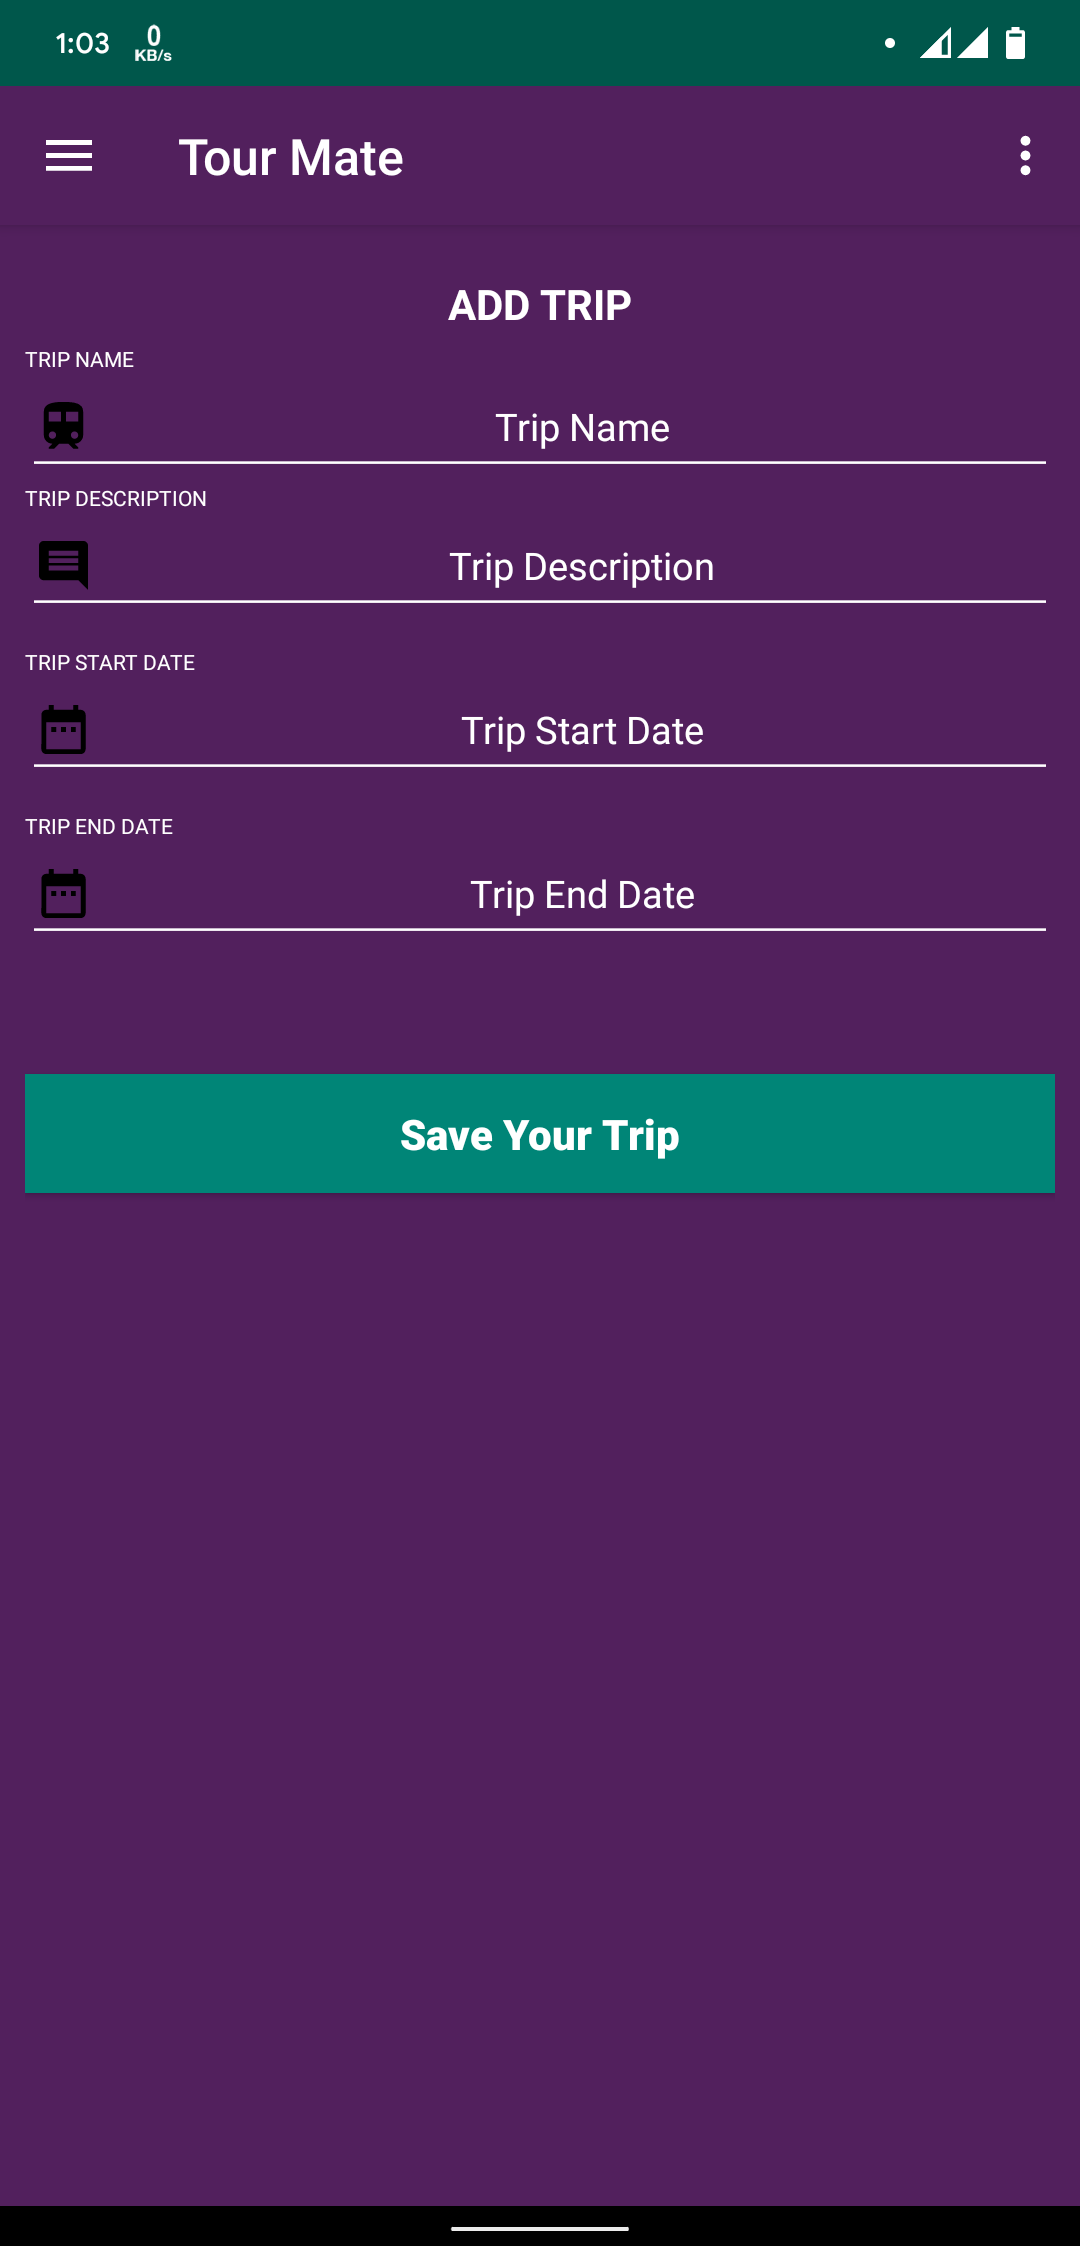 1:03
0
KB/s
Tour Mate
ADD TRIP
TRIP NAME
Trip Name
TRIP DESCRIPTION
Trip Description
TRIP START DATE
Trip Start Date
TRIP END DATE
Trip End Date
Save Your Trip